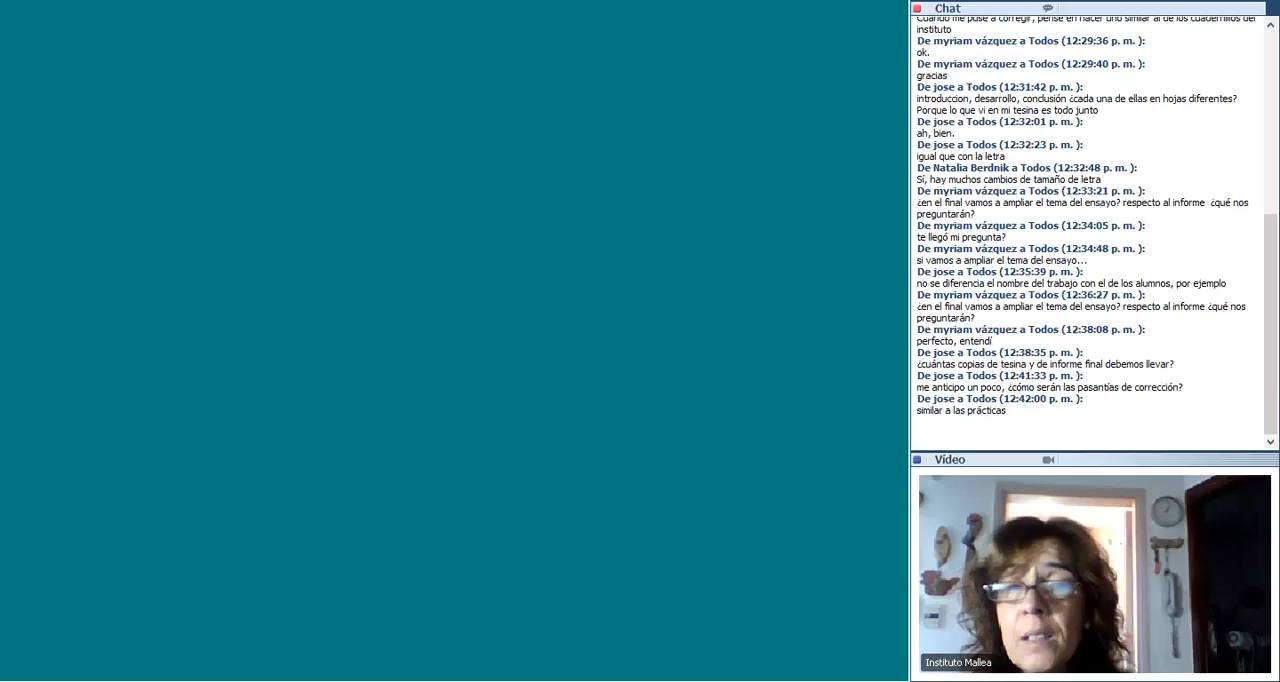 Chat
Cuando me puse a corregir, pensé en hacer uno similar al de los cuadernillos del
instituto
De myriam vázquez a Todos (12:29:36 p. m. ):
ok.
De myriam vázquez a Todos (12:29:40 p. m. ):
gracias
De jose a Todos (12:31:42 p. m. ):
introduccion, desarrollo, conclusión ¿cada una de ellas en hojas diferentes?
Porque lo que vi en mi tesina es todo junto
De jose a Todos (12:32:01 p. m. ):
ah, bien.
De jose a Todos (12:32:23 p. m. ):
igual que con la letra
De Natalia Berdnik a Todos (12:32:48 p. m. ):
Sí, hay muchos cambios de tamaño de letra
De myriam vázquez a Todos (12:33:21 p. m. ):
¿en el final vamos a ampliar el tema del ensayo? respecto al informe  ¿qué nos
preguntarán?
De myriam vázquez a Todos (12:34:05 p. m. ):
te llegó mi pregunta?
De myriam vázquez a Todos (12:34:48 p. m. ):
si vamos a ampliar el tema del ensayo...
De jose a Todos (12:35:39 p. m. ):
no se diferencia el nombre del trabajo con el de los alumnos, por ejemplo
De myriam vázquez a Todos (12:36:27 p. m. ):
¿en el final vamos a ampliar el tema del ensayo? respecto al informe ¿qué nos
preguntarán?
De myriam vázquez a Todos (12:38:08 p. m. ):
perfecto, entendí
De jose a Todos (12:38:35 p. m. ):
¿cuántas copias de tesina y de informe final debemos llevar?
De jose a Todos (12:41:33 p. m. ):
me anticipo un poco, ¿cómo serán las pasantías de corrección?
De jose a Todos (12:42:00 p. m. ):
similar a las prácticas
Vídeo
Instituto Mallea